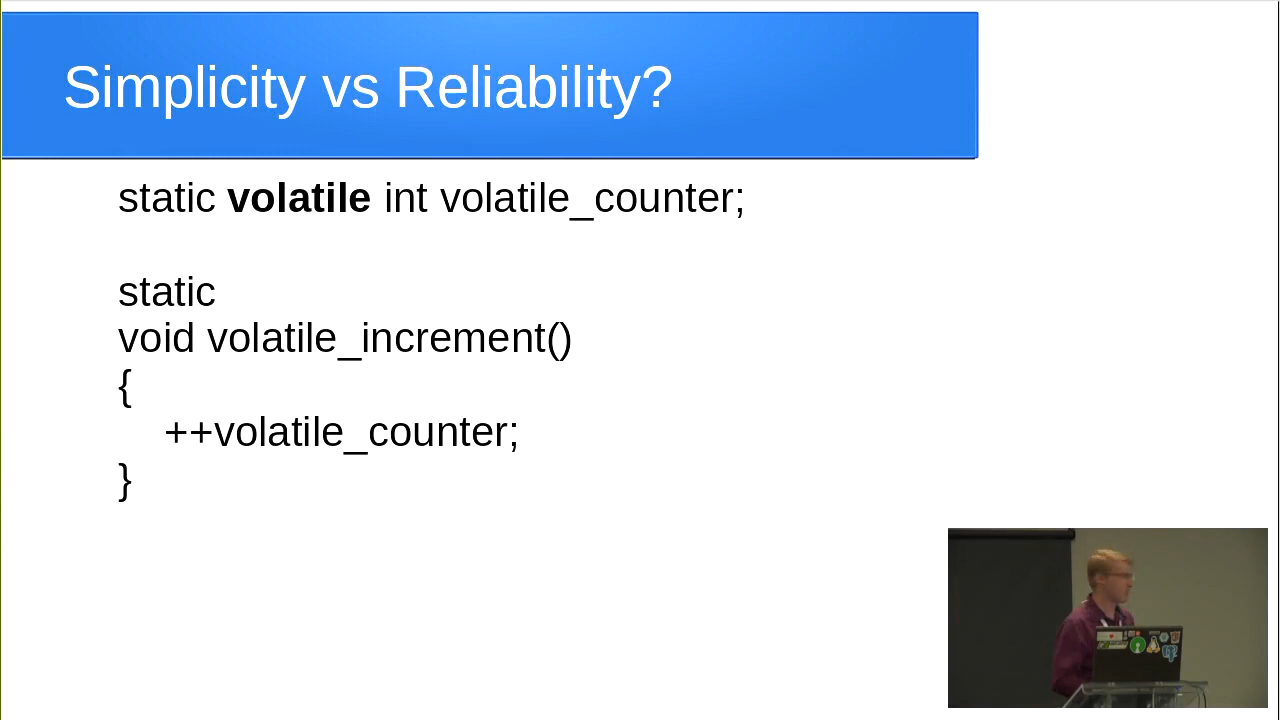 Simplicity vs Reliability?
static volatile int volatile_counter;
static
void volatile_increment()
{
++volatile_counter;
}